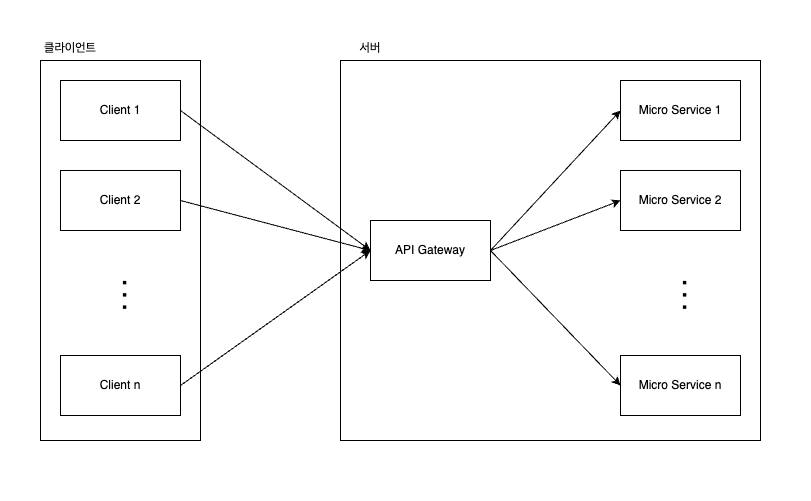 클라이언트
서버
Client 1
Micro Service 1
Client 2
Micro Service 2
API Gateway
Client n
Micro Service n